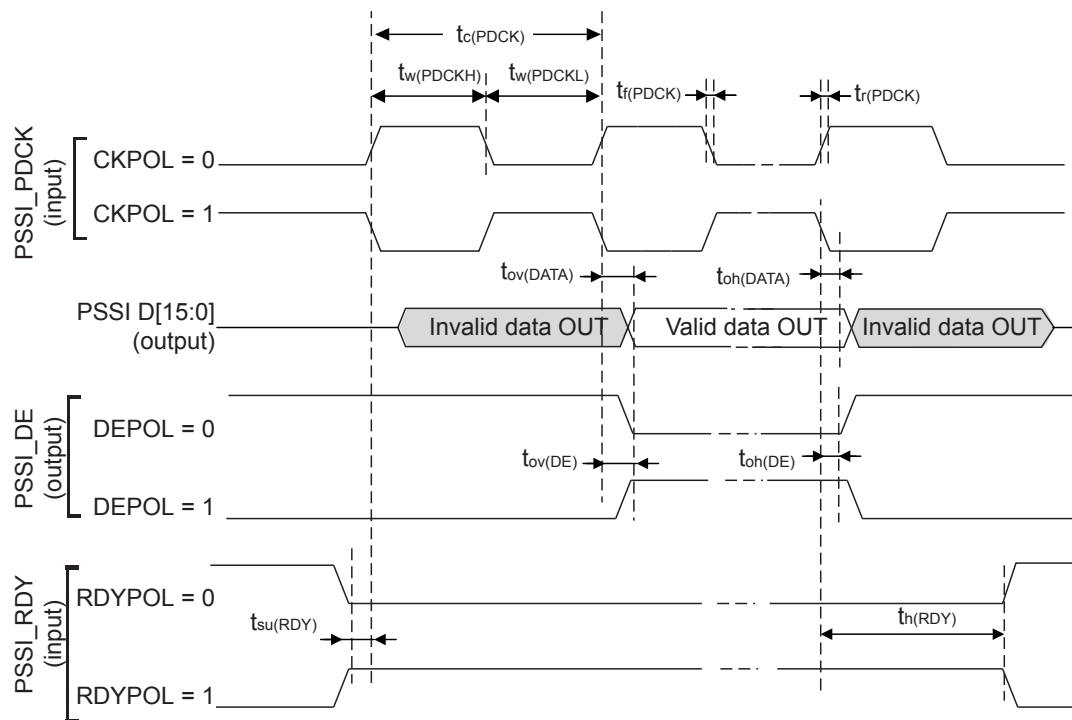 tc(PDCK)
tw(PDCKH)
tw(PDCKL)
tf(PDCK)
tr(PDCK)
PSSI_PDCK
(input)
CKPOL = 0
CKPOL = 1
tov(DATA)
toh(DATA)
PSSI D[15:0]
(output)
Invalid data OUT
Valid data OUT
Invalid data OUT
PSSI_DE
(output)
DEPOL = 0
tov(DE)
toh(DE)
DEPOL = 1
PSSI_RDY
(input)
RDYPOL = 0
tsu(RDY)
th(RDY)
RDYPOL = 1